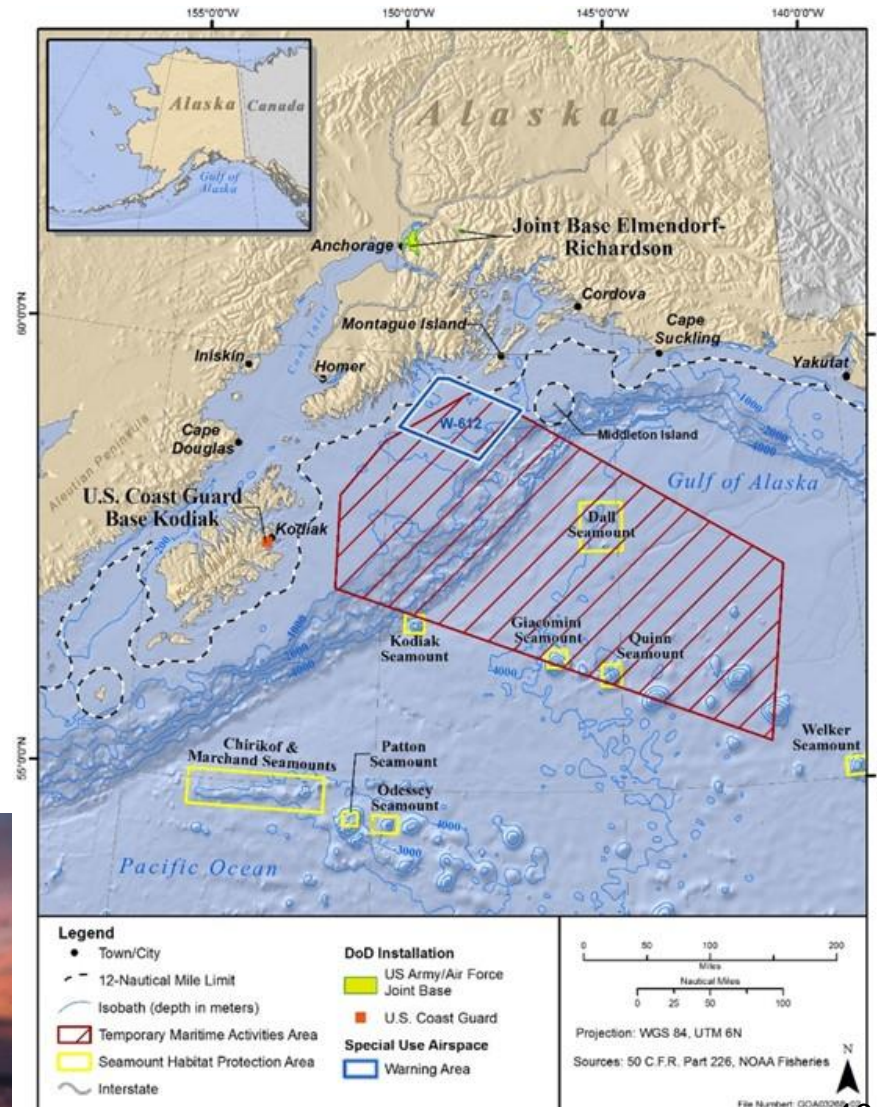 155°0'0"W
150°0'0"W
145°0'0"W
140°0'0"W
Alaska
Canada
Gulf of
Alaska
Alaska
Joint Base Elmendorf-
Richardson
Anchorage
60°0'0"N
Cordova
Montague Island
Cape
Suckling
Cook Inlet
Iniskin
Homer
Yakutat
1000
2000
4000
W-612
Middleton Island
Cape
Douglas
Aleutian Peninsula
Gulf of Alaska
U.S. Coast Guard
Base Kodiak
Kodiak
Dall
Seamount
200
Kodiak
Seamount
Giacomini
Seamount
Quinn
Seamount
4000
1000
2000
4000
Welker
Seamount
55°0'0"N
Chirikof &
Marchand Seamounts
Patton
Seamount
Odessey
Seamount
4000
3000
Pacific Ocean
Legend
Town/City
12-Nautical Mile Limit
Isobath (depth in meters)
Temporary Maritime Activities Area
Seamount Habitat Protection Area
Interstate
DoD Installation
US Army/Air Force
Joint Base
U.S. Coast Guard
Special Use Airspace
Warning Area
0 50 100 200
Miles
Nautical Miles
0 25 50 100
Projection: WGS 84, UTM 6N
Sources: 50 C.F.R. Part 226, NOAA Fisheries
N